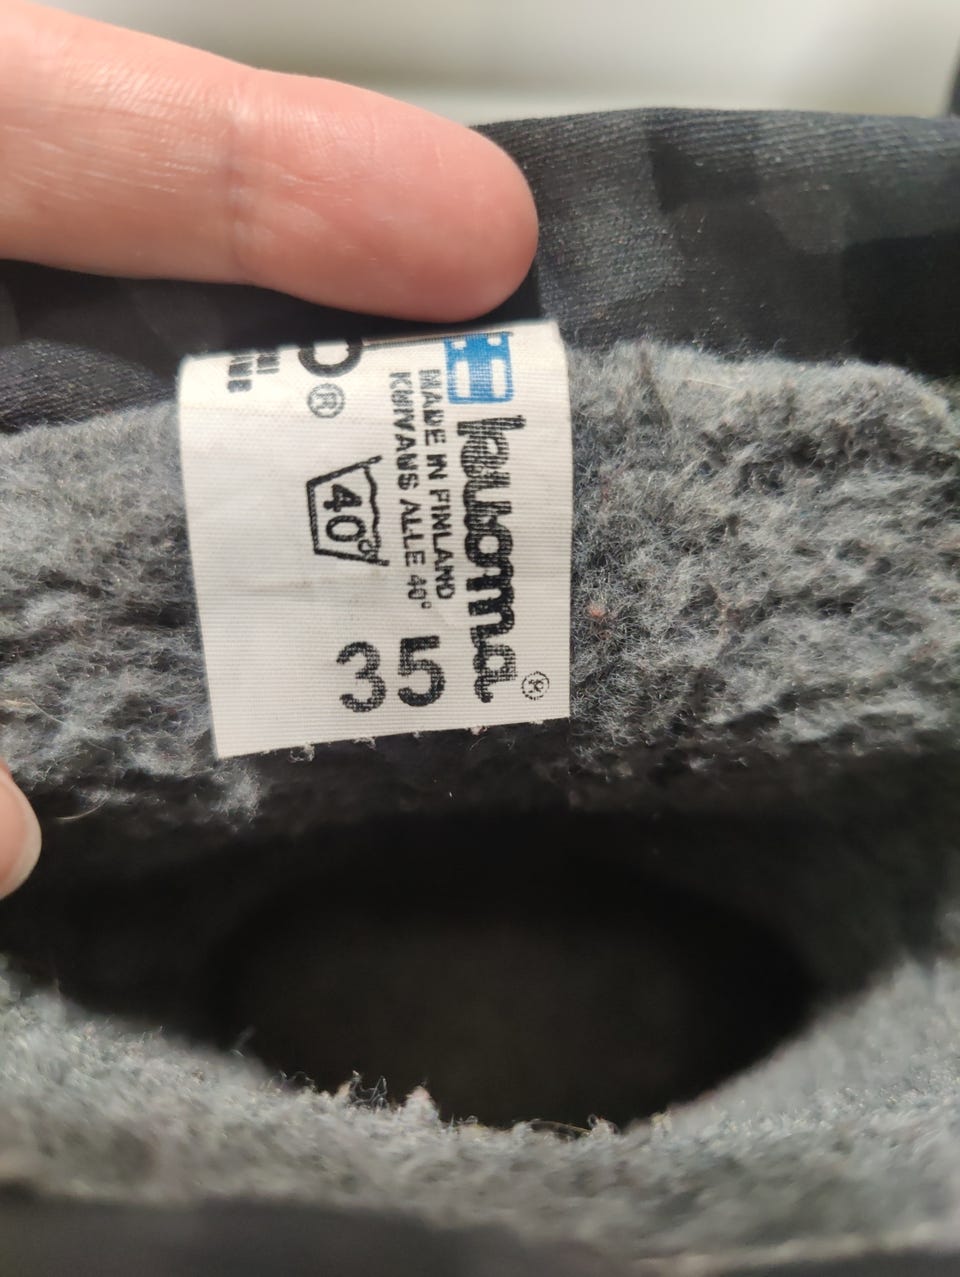 kuoma®
MADE IN FINLAND
KUIVAUS ALLE 40°
40°
®
35